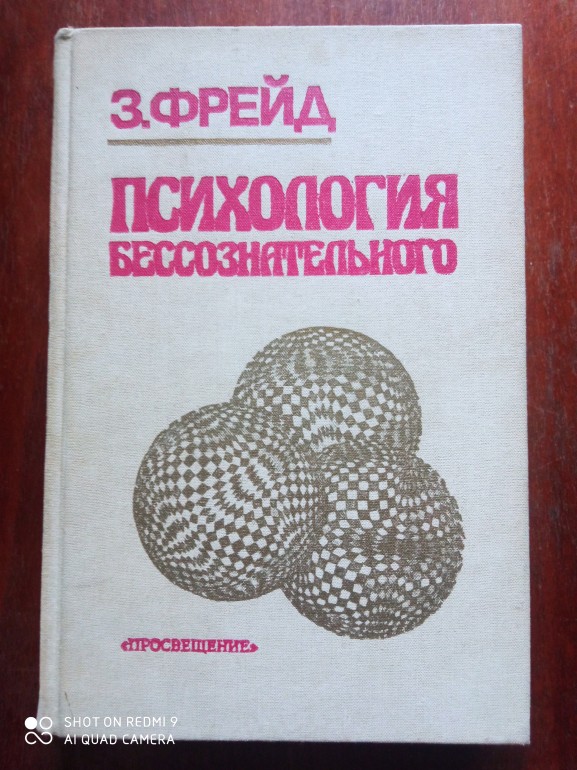 З.ФРЕЙД
ПСИХОЛОГИЯ
БЕССОЗНАТЕЛЬНОГО
«ПРОСВЕЩЕНИЕ»
SHOT ON REDMI 9
AI QUAD CAMERA